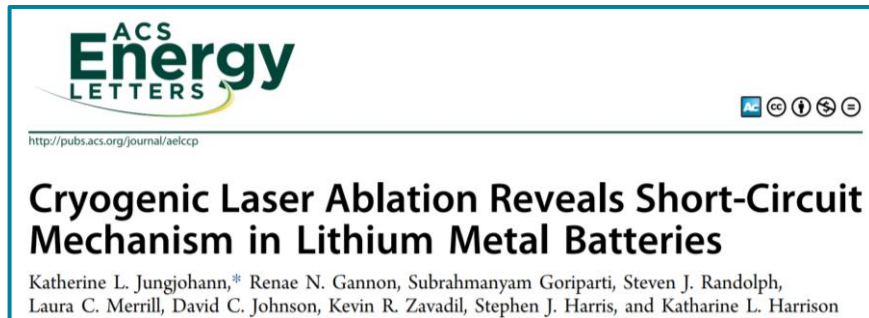 ACS
Energy
LETTERS
Ac cc
http://pubs.acs.org/journal/aelccp
Cryogenic Laser Ablation Reveals Short-Circuit
Mechanism in Lithium Metal Batteries
Katherine L. Jungjohann,* Renae N. Gannon, Subrahmanyam Goriparti, Steven J. Randolph,
Laura C. Merrill, David C. Johnson, Kevin R. Zavadil, Stephen J. Harris, and Katharine L. Harrison